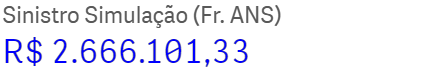 Sinistro Simulação (Fr. ANS)
R$ 2.666.101,33